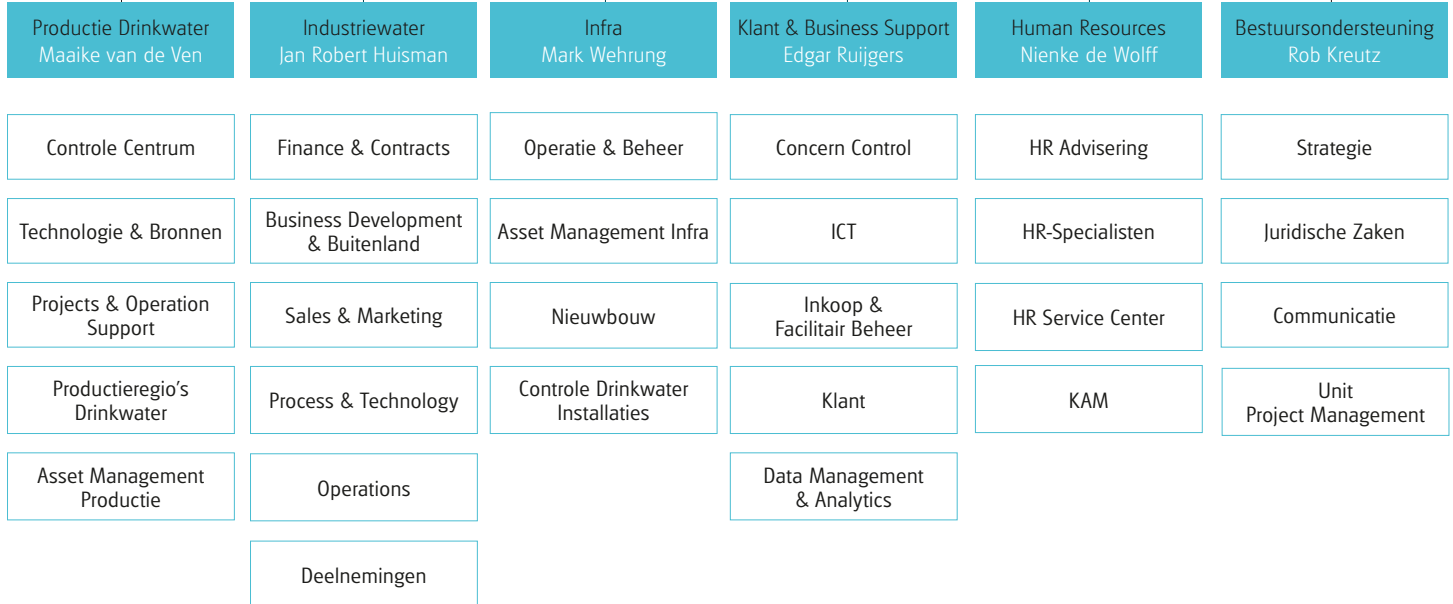 Productie Drinkwater
Maaike van de Ven
Controle Centrum
Technologie & Bronnen
Projects & Operation
Support
Productieregio's
Drinkwater
Asset Management
Productie
Industriewater
Jan Robert Huisman
Finance & Contracts
Business Development
& Buitenland
Sales & Marketing
Process & Technology
Operations
Deelnemingen
Infra
Mark Wehrung
Operatie & Beheer
Asset Management Infra
Nieuwbouw
Controle Drinkwater
Installaties
Klant & Business Support
Edgar Ruijgers
Concern Control
ICT
Inkoop &
Facilitair Beheer
Klant
Data Management
& Analytics
Human Resources
Nienke de Wolff
HR Advisering
HR-Specialisten
HR Service Center
KAM
Bestuursondersteuning
Rob Kreutz
Strategie
Juridische Zaken
Communicatie
Unit
Project Management